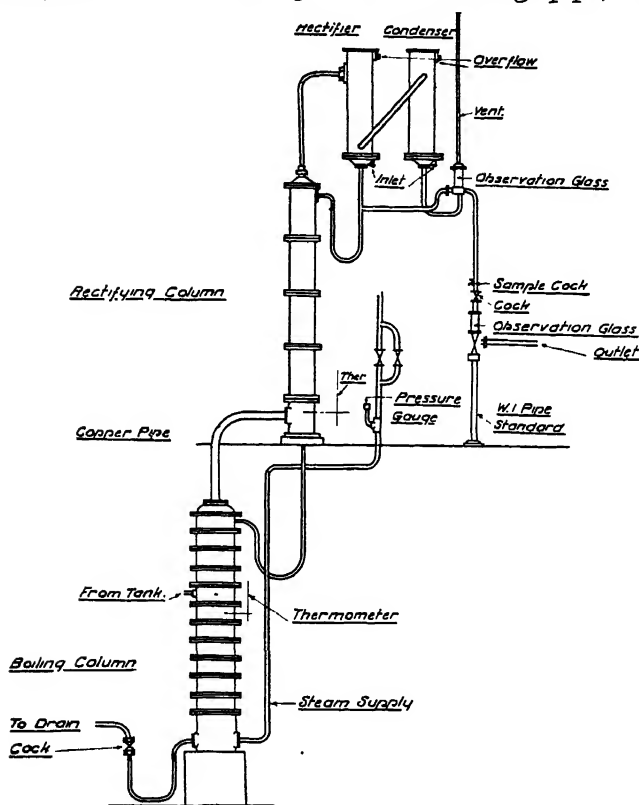 Rectifier
Condenser
Overflow
Vent.
Inlet
Observation Glass
Rectifying Column
Sample Cock
Cock
Observation Glass
Outlet
Ther
Pressure
Gauge
W.I Pipe
Standard
Copper Pipe
From Tank.
Thermometer
Boiling Column
Steam Supply
To Drain
Cock